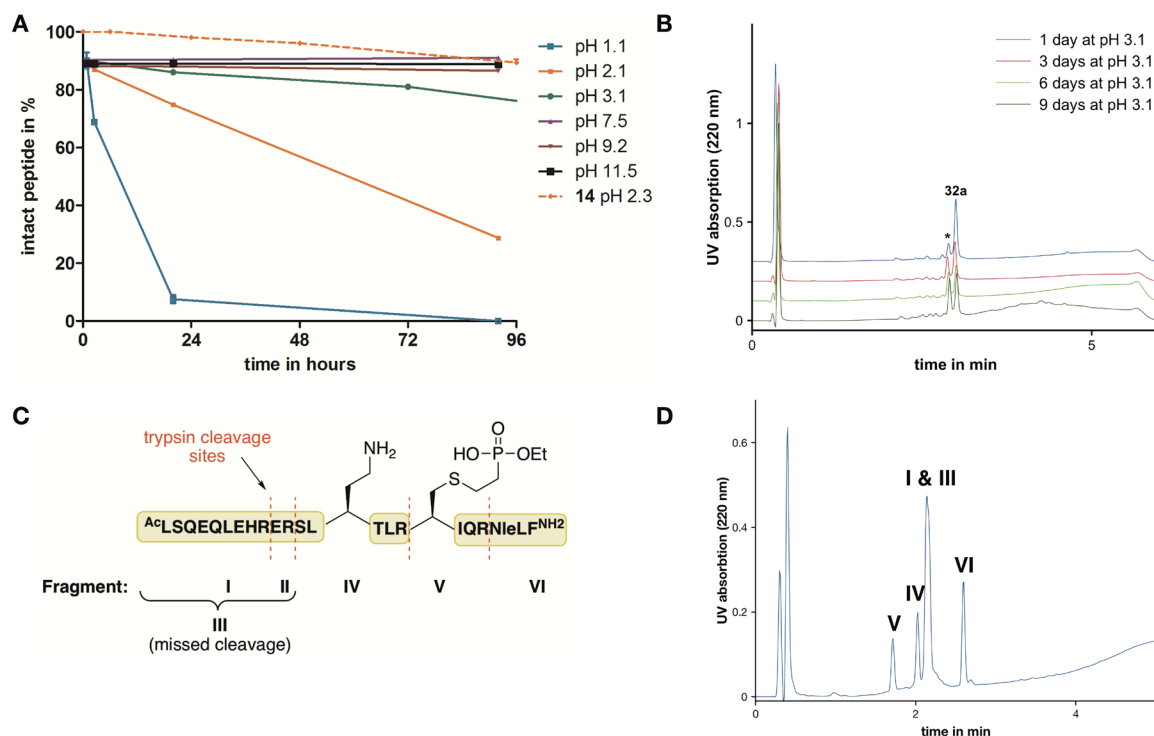 A
100
80
60
40
20
0
intact peptide in %
0
24
48
72
96
time in hours
pH 1.1
pH 2.1
pH 3.1
pH 7.5
pH 9.2
pH 11.5
14 pH 2.3
B
1 day at pH 3.1
3 days at pH 3.1
6 days at pH 3.1
9 days at pH 3.1
UV absorption (220 nm)
1
0.5
0
*
32a
0
5
time in min
C
trypsin cleavage
sites
NH2
O
HO
P
OEt
S
AcLSQEQLEHRERSL
TLR
IQRNleLFNH2
Fragment:
I
II
IV
V
VI
III
(missed cleavage)
D
UV absorbtion (220 nm)
0.6
0.4
0.2
0
V
IV
I & III
VI
0
2
4
time in min